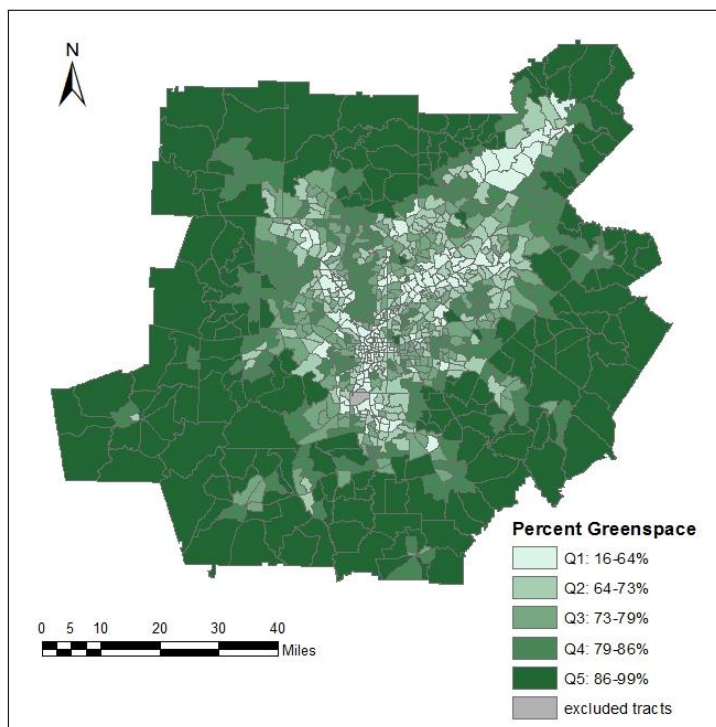 N
Percent Greenspace
Q1: 16-64%
Q2: 64-73%
Q3: 73-79%
Q4: 79-86%
Q5: 86-99%
excluded tracts
0 5 10 20 30 40
Miles